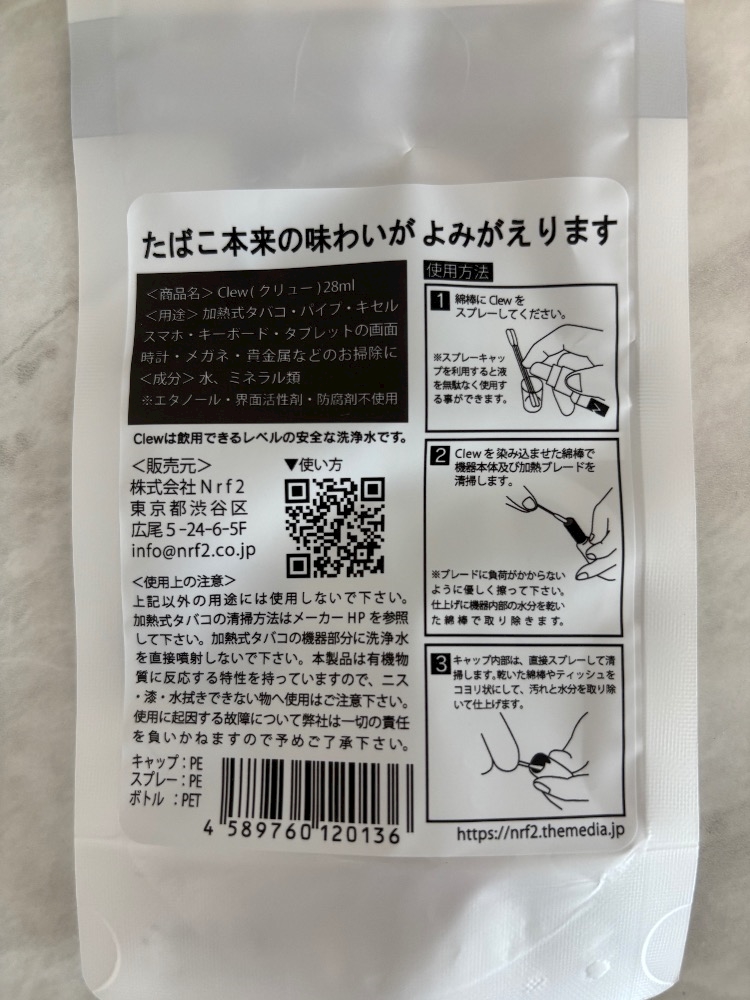 たばこ本来の味わいがよみがえります
＜商品名＞ Clew ( クリュー ) 28ml
＜用途＞ 加熱式タバコ・パイプ・キセル
スマホ・キーボード・タブレットの画面
時計・メガネ・貴金属などのお掃除に
＜成分＞ 水、ミネラル類
※エタノール・界面活性剤・防腐剤不使用
Clewは飲用できるレベルの安全な洗浄水です。
＜販売元＞
株式会社Nrf2
東京都渋谷区
広尾5-24-6-5F
info@nrf2.co.jp
▼使い方
＜使用上の注意＞
上記以外の用途には使用しないで下さい。
加熱式タバコの清掃方法はメーカーHPを参照
して下さい。加熱式タバコの機器部分に洗浄水
を直接噴射しないで下さい。本製品は有機物
質に反応する特性を持っていますので、ニス
・漆・水拭きできない物へ使用はご注意下さい。
使用に起因する故障について弊社は一切の責任
を負いかねますので予めご了承下さい。
キャップ：PE
スプレー：PE
ボトル ：PET
4 589760 120136
使用方法
1 綿棒に Clew を
スプレーしてください。
※スプレーキャッ
プを利用すると液
を無駄なく使用す
る事ができます。
2 Clew を染み込ませた綿棒で
機器本体及び加熱ブレードを
清掃します。
※ブレードに負荷がかからない
ように優しく擦って下さい。
仕上げに機器内部の水分を乾い
た綿棒で取り除きます。
3 キャップ内部は、直接スプレーして清
掃します。乾いた綿棒やティッシュを
コヨリ状にして、汚れと水分を取り除
いて仕上げます。
https://nrf2.themedia.jp